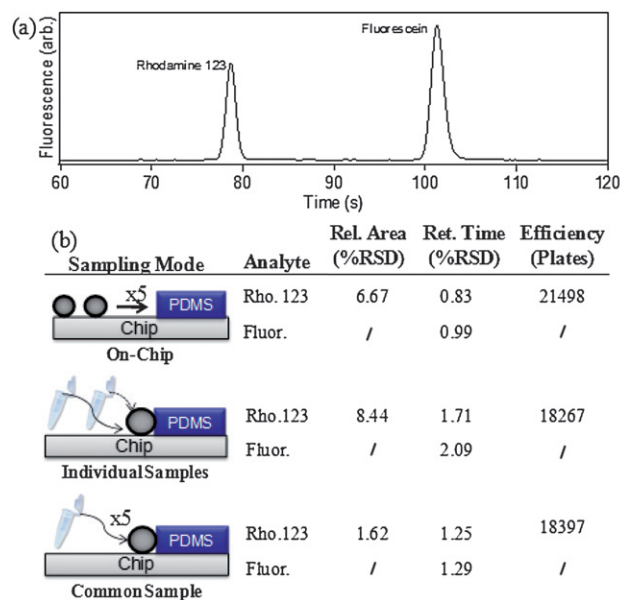 (a)
Fluorescence (arb.)
Rhodamine 123
Fluorescein
60 70 80 90 100 110 120
Time (s)
(b)
Sampling Mode Analyte Rel. Area (%RSD) Ret. Time (%RSD) Efficiency (Plates)
x5 PDMS
Chip
On-Chip
Rho. 123 6.67 0.83 21498
Fluor. / 0.99 /
PDMS
Chip
Individual Samples
Rho.123 8.44 1.71 18267
Fluor. / 2.09 /
x5
PDMS
Chip
Common Sample
Rho.123 1.62 1.25 18397
Fluor. / 1.29 /